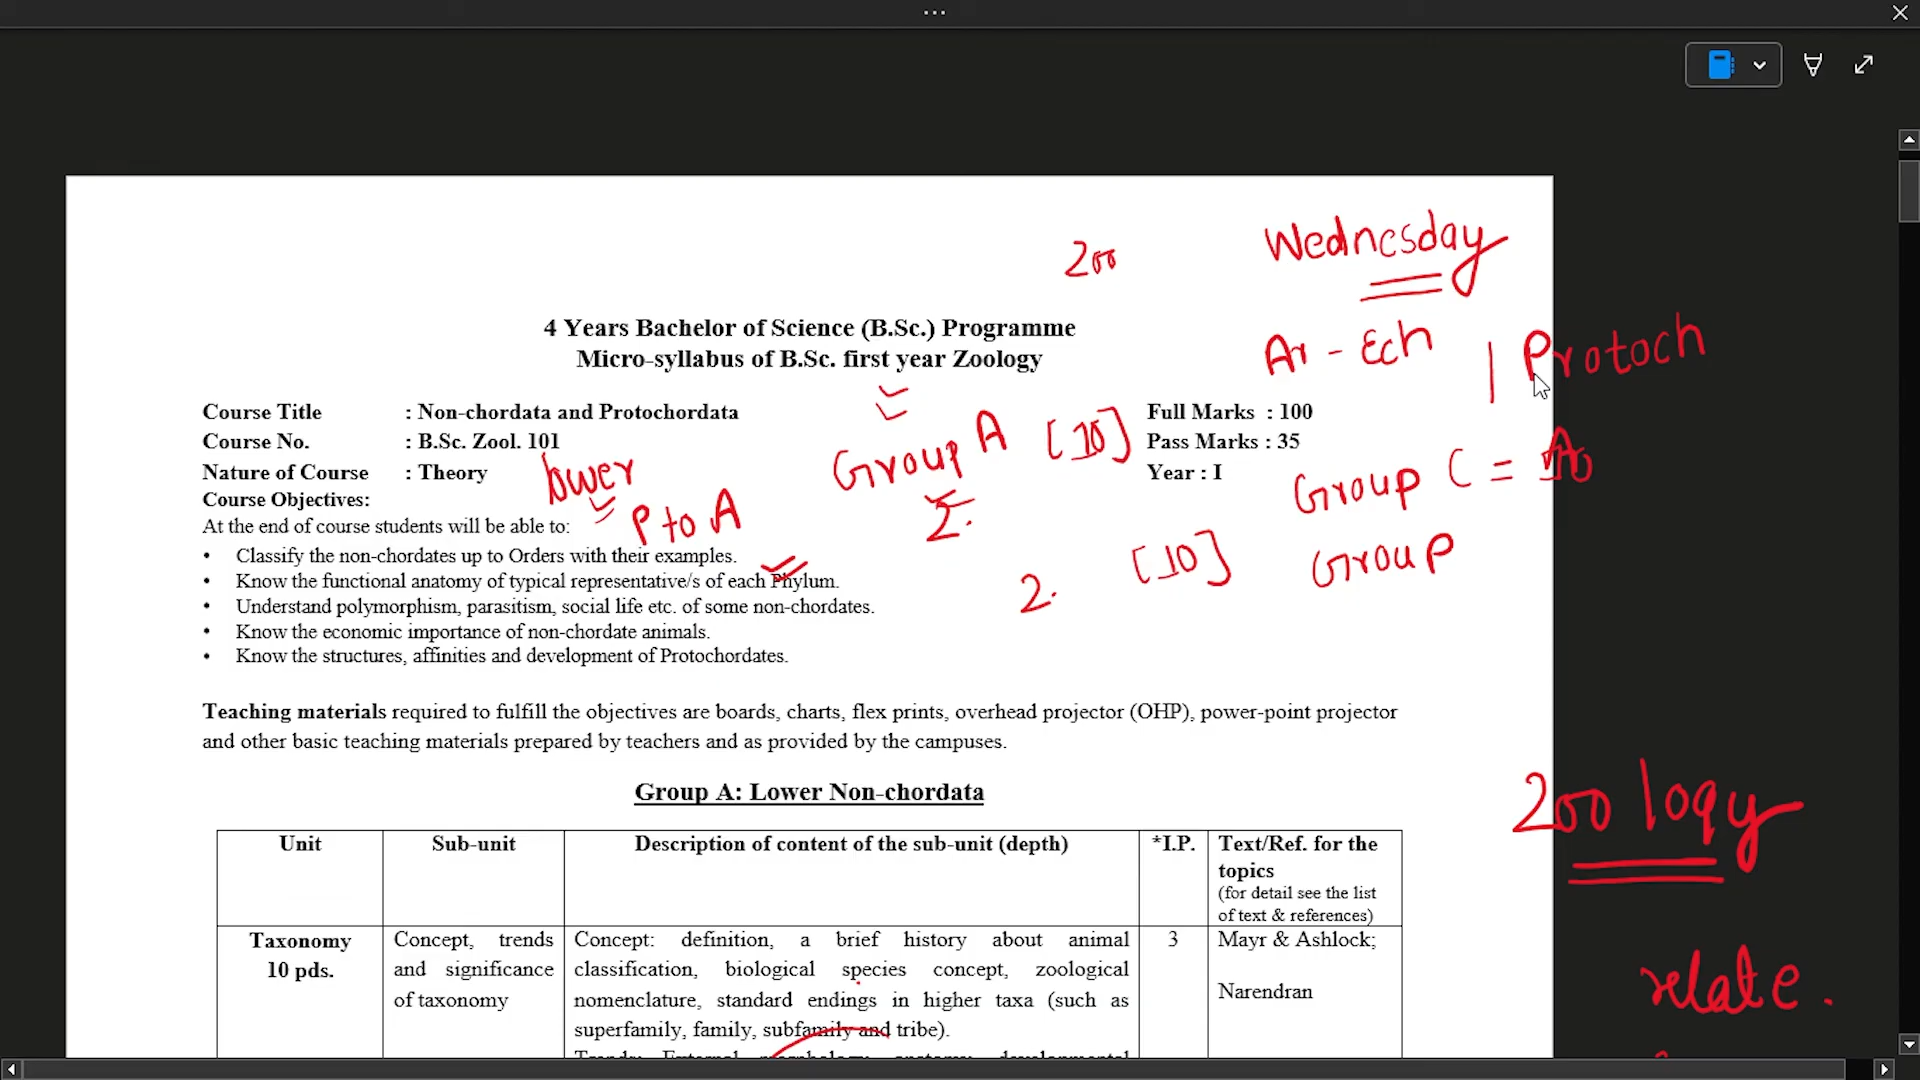 200
Wednesday
Ar - Ech | Protoch
4 Years Bachelor of Science (B.Sc.) Programme
Micro-syllabus of B.Sc. first year Zoology
Course Title : Non-chordata and Protochordata
Full Marks : 100
Course No. : B.Sc. Zool. 101
Pass Marks : 35
Nature of Course : Theory
Year : I
Group A [10]
lower
P to A
2.
Group C =
2. [10]
Group
Course Objectives:
At the end of course students will be able to:
• Classify the non-chordates up to Orders with their examples.
• Know the functional anatomy of typical representative/s of each Phylum.
• Understand polymorphism, parasitism, social life etc. of some non-chordates.
• Know the economic importance of non-chordate animals.
• Know the structures, affinities and development of Protochordates.
Teaching materials required to fulfill the objectives are boards, charts, flex prints, overhead projector (OHP), power-point projector
and other basic teaching materials prepared by teachers and as provided by the campuses.
Group A: Lower Non-chordata
Zoology
relate.
Unit
Sub-unit
Description of content of the sub-unit (depth)
*I.P.
Text/Ref. for the
topics
(for detail see the list
of text & references)
Taxonomy
10 pds.
Concept, trends
and significance
of taxonomy
Concept: definition, a brief history about animal
classification, biological species concept, zoological
nomenclature, standard endings in higher taxa (such as
superfamily, family, subfamily and tribe).
Trends: External morphology, anatomy, developmental
3
Mayr & Ashlock;
Narendran